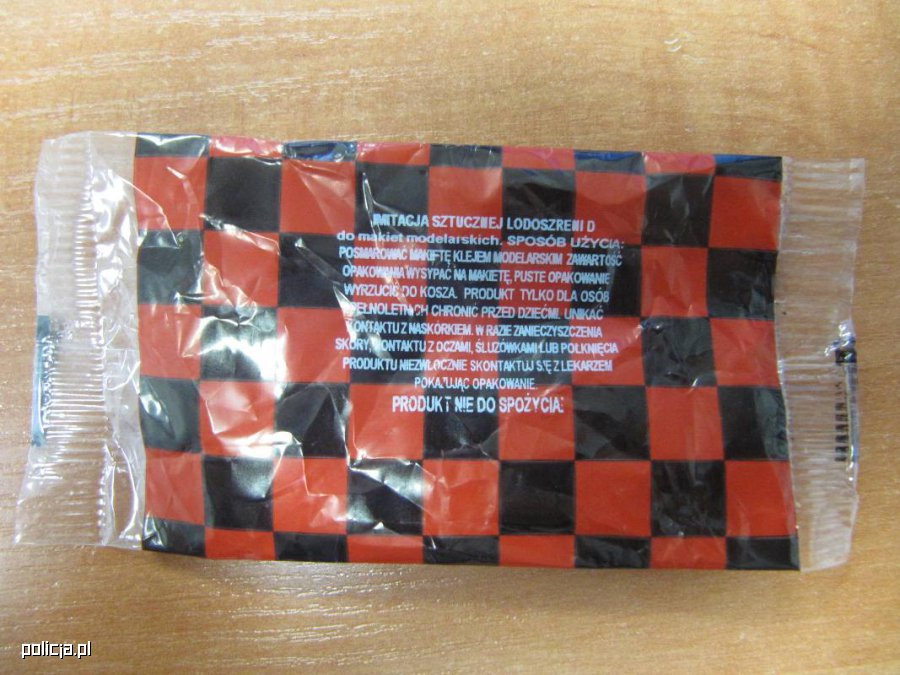 IMITACJA SZTUCZNEJ LODOSZRENI D
do makiet modelarskich. SPOSÓB UŻYCIA:
POSMAROWAĆ MAKIETĘ KLEJEM MODELARSKIM ZAWARTOŚĆ
OPAKOWANIA WYSYPAĆ NA MAKIETĘ, PUSTE OPAKOWANIE
WYRZUCIĆ DO KOSZA. PRODUKT TYLKO DLA OSÓB
PEŁNOLETNICH CHRONIĆ PRZED DZIEĆMI. UNIKAĆ
KONTAKTU Z NASKÓRKIEM. W RAZIE ZANIECZYSZCZENIA
SKÓRY, KONTAKTU Z OCZAMI, ŚLUZÓWKAMI LUB POŁKNIĘCIA
PRODUKTU NIEZWŁOCZNIE SKONTAKTUJ SIĘ Z LEKARZEM
POKAZUJĄC OPAKOWANIE.
PRODUKT NIE DO SPOŻYCIA!
policja.pl